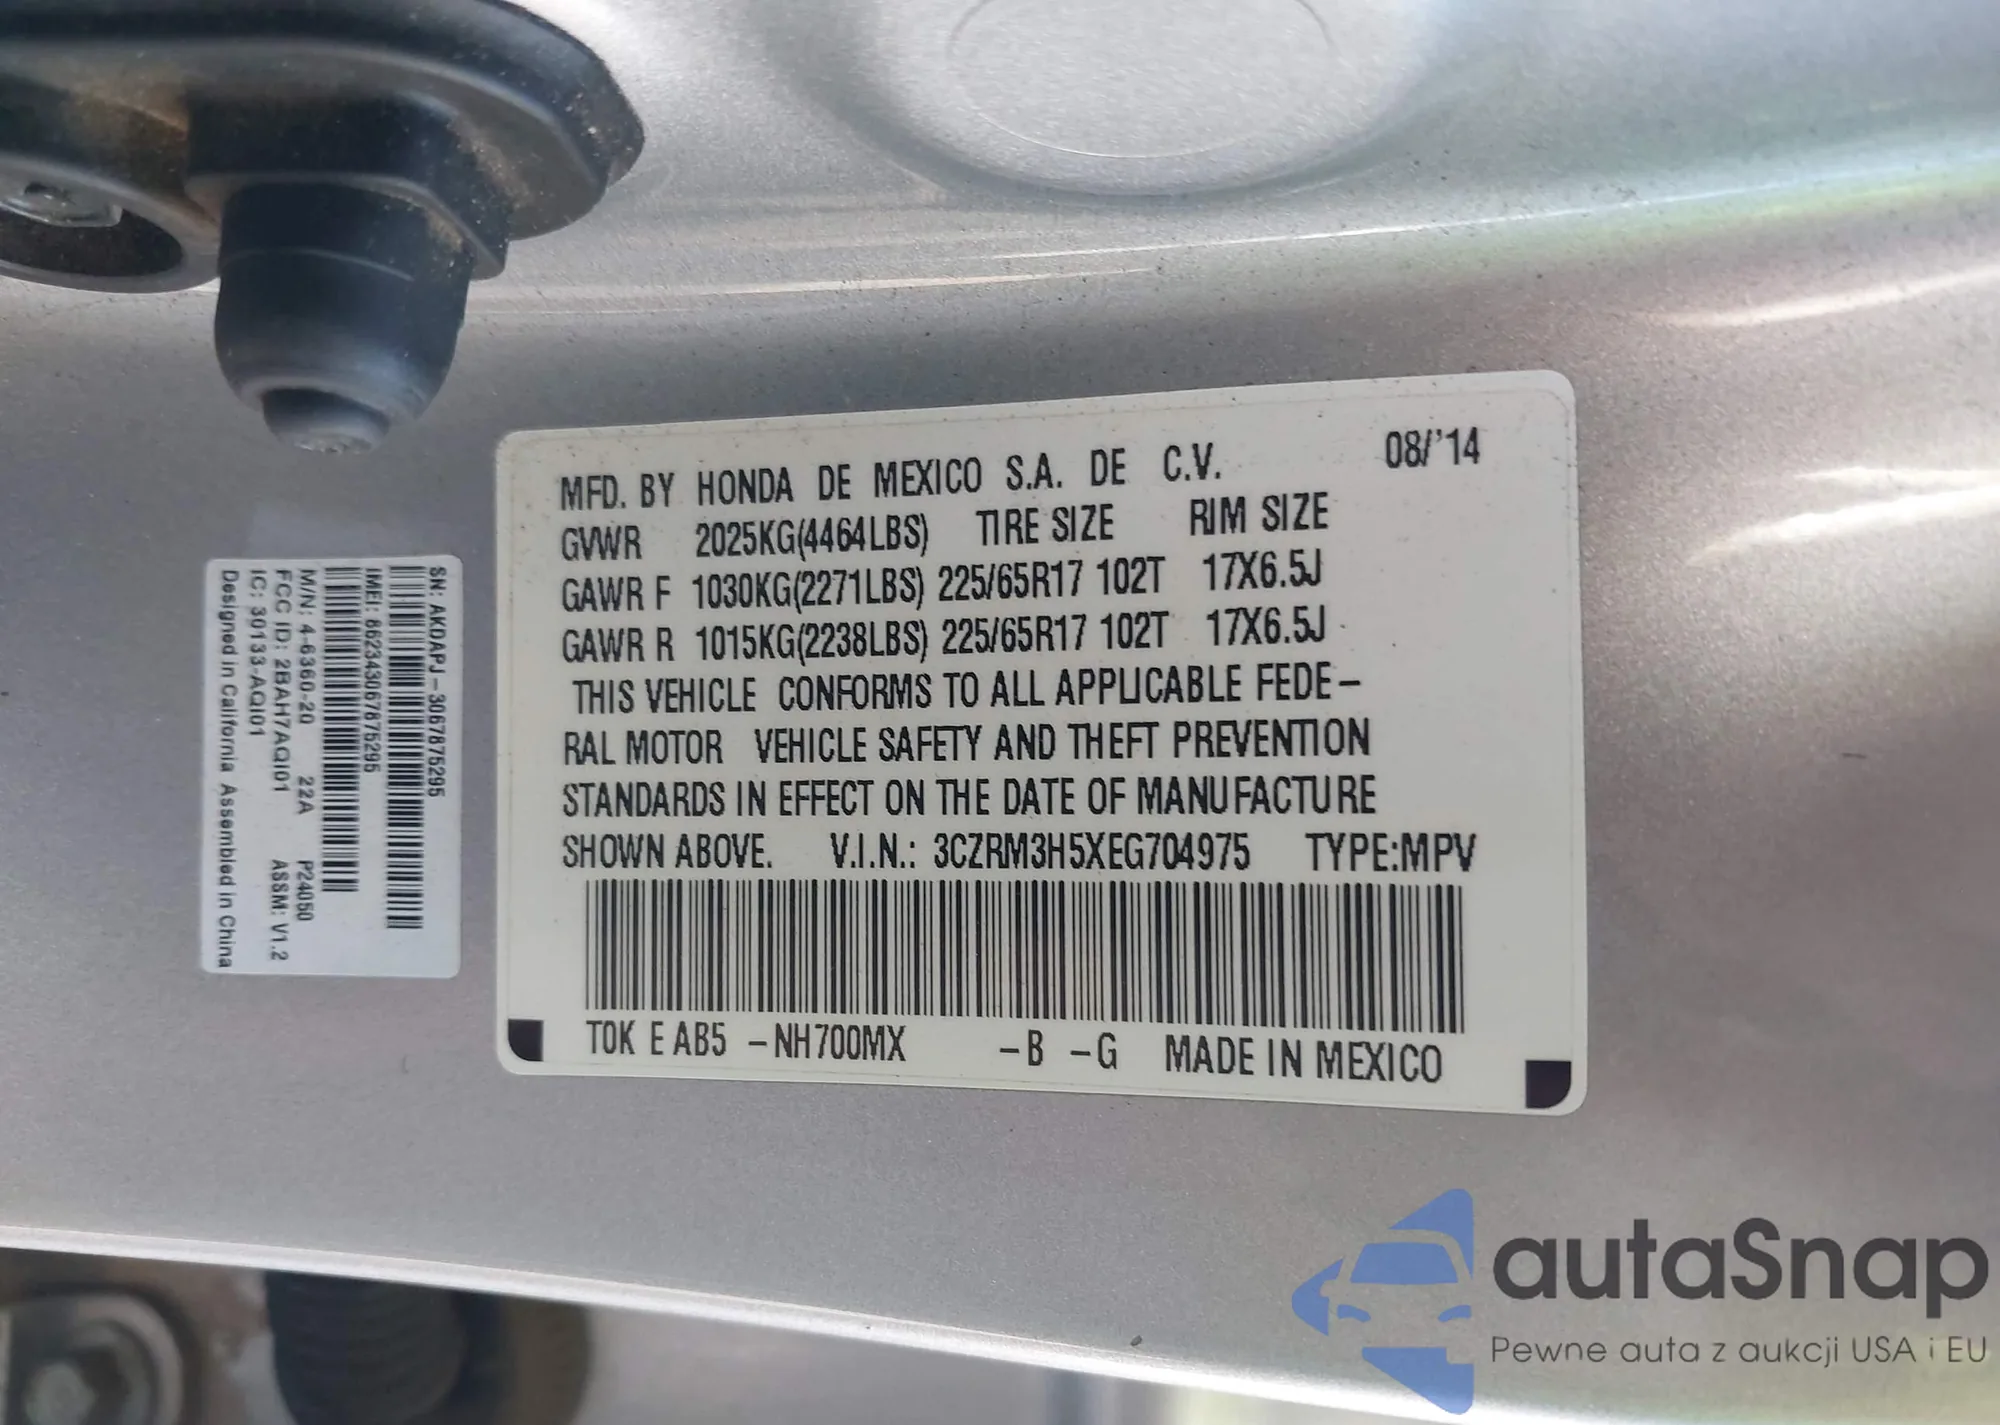 MFD. BY HONDA DE MEXICO S.A. DE C.V. 08/'14
GVWR 2025KG(4464LBS) TIRE SIZE RIM SIZE
GAWR F 1030KG(2271LBS) 225/65R17 102T 17X6.5J
GAWR R 1015KG(2238LBS) 225/65R17 102T 17X6.5J
THIS VEHICLE CONFORMS TO ALL APPLICABLE FEDE–
RAL MOTOR VEHICLE SAFETY AND THEFT PREVENTION
STANDARDS IN EFFECT ON THE DATE OF MANUFACTURE
SHOWN ABOVE. V.I.N.: 3CZRM3H5XEG704975 TYPE:MPV
T0K E AB5 –NH700MX –B –G MADE IN MEXICO
SN: AKDAPJ-3067875295
IMEI: 862343067875295
M/N: 4-6360-20 22A P24050
FCC ID: 2BAH7AQI01 ASSM: V1.2
IC: 30133-AQI01
Designed in California Assembled in China
autaSnap
Pewne auta z aukcji USA i EU